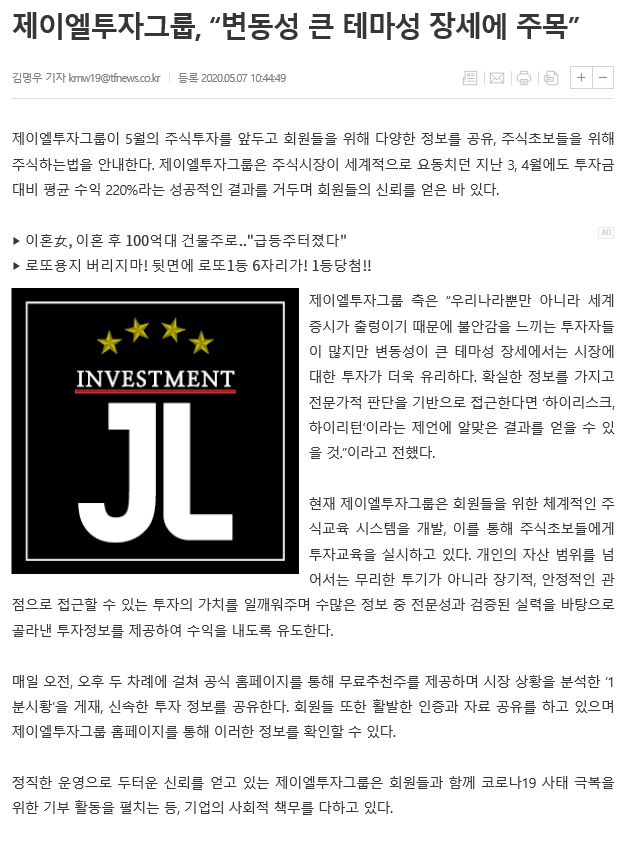 제이엘투자그룹, “변동성 큰 테마성 장세에 주목”
김명우 기자 kmw19@tfnews.co.kr 등록 2020.05.07 10:44:49
제이엘투자그룹이 5월의 주식투자를 앞두고 회원들을 위해 다양한 정보를 공유, 주식초보들을 위해
주식하는법을 안내한다. 제이엘투자그룹은 주식시장이 세계적으로 요동치던 지난 3, 4월에도 투자금
대비 평균 수익 220%라는 성공적인 결과를 거두며 회원들의 신뢰를 얻은 바 있다.
AD
▶ 이혼女, 이혼 후 100억대 건물주로.."급등주터졌다"
▶ 로또용지 버리지마! 뒷면에 로또1등 6자리가! 1등당첨!!
INVESTMENT
JL
제이엘투자그룹 측은 “우리나라뿐만 아니라 세계
증시가 출렁이기 때문에 불안감을 느끼는 투자자들
이 많지만 변동성이 큰 테마성 장세에서는 시장에
대한 투자가 더욱 유리하다. 확실한 정보를 가지고
전문가적 판단을 기반으로 접근한다면 ‘하이리스크,
하이리턴’이라는 제언에 알맞은 결과를 얻을 수 있
을 것.”이라고 전했다.
현재 제이엘투자그룹은 회원들을 위한 체계적인 주
식교육 시스템을 개발, 이를 통해 주식초보들에게
투자교육을 실시하고 있다. 개인의 자산 범위를 넘
어서는 무리한 투기가 아니라 장기적, 안정적인 관
점으로 접근할 수 있는 투자의 가치를 일깨워주며 수많은 정보 중 전문성과 검증된 실력을 바탕으로
골라낸 투자정보를 제공하여 수익을 내도록 유도한다.
매일 오전, 오후 두 차례에 걸쳐 공식 홈페이지를 통해 무료추천주를 제공하며 시장 상황을 분석한 ‘1
분시황’을 게재, 신속한 투자 정보를 공유한다. 회원들 또한 활발한 인증과 자료 공유를 하고 있으며
제이엘투자그룹 홈페이지를 통해 이러한 정보를 확인할 수 있다.
정직한 운영으로 두터운 신뢰를 얻고 있는 제이엘투자그룹은 회원들과 함께 코로나19 사태 극복을
위한 기부 활동을 펼치는 등, 기업의 사회적 책무를 다하고 있다.